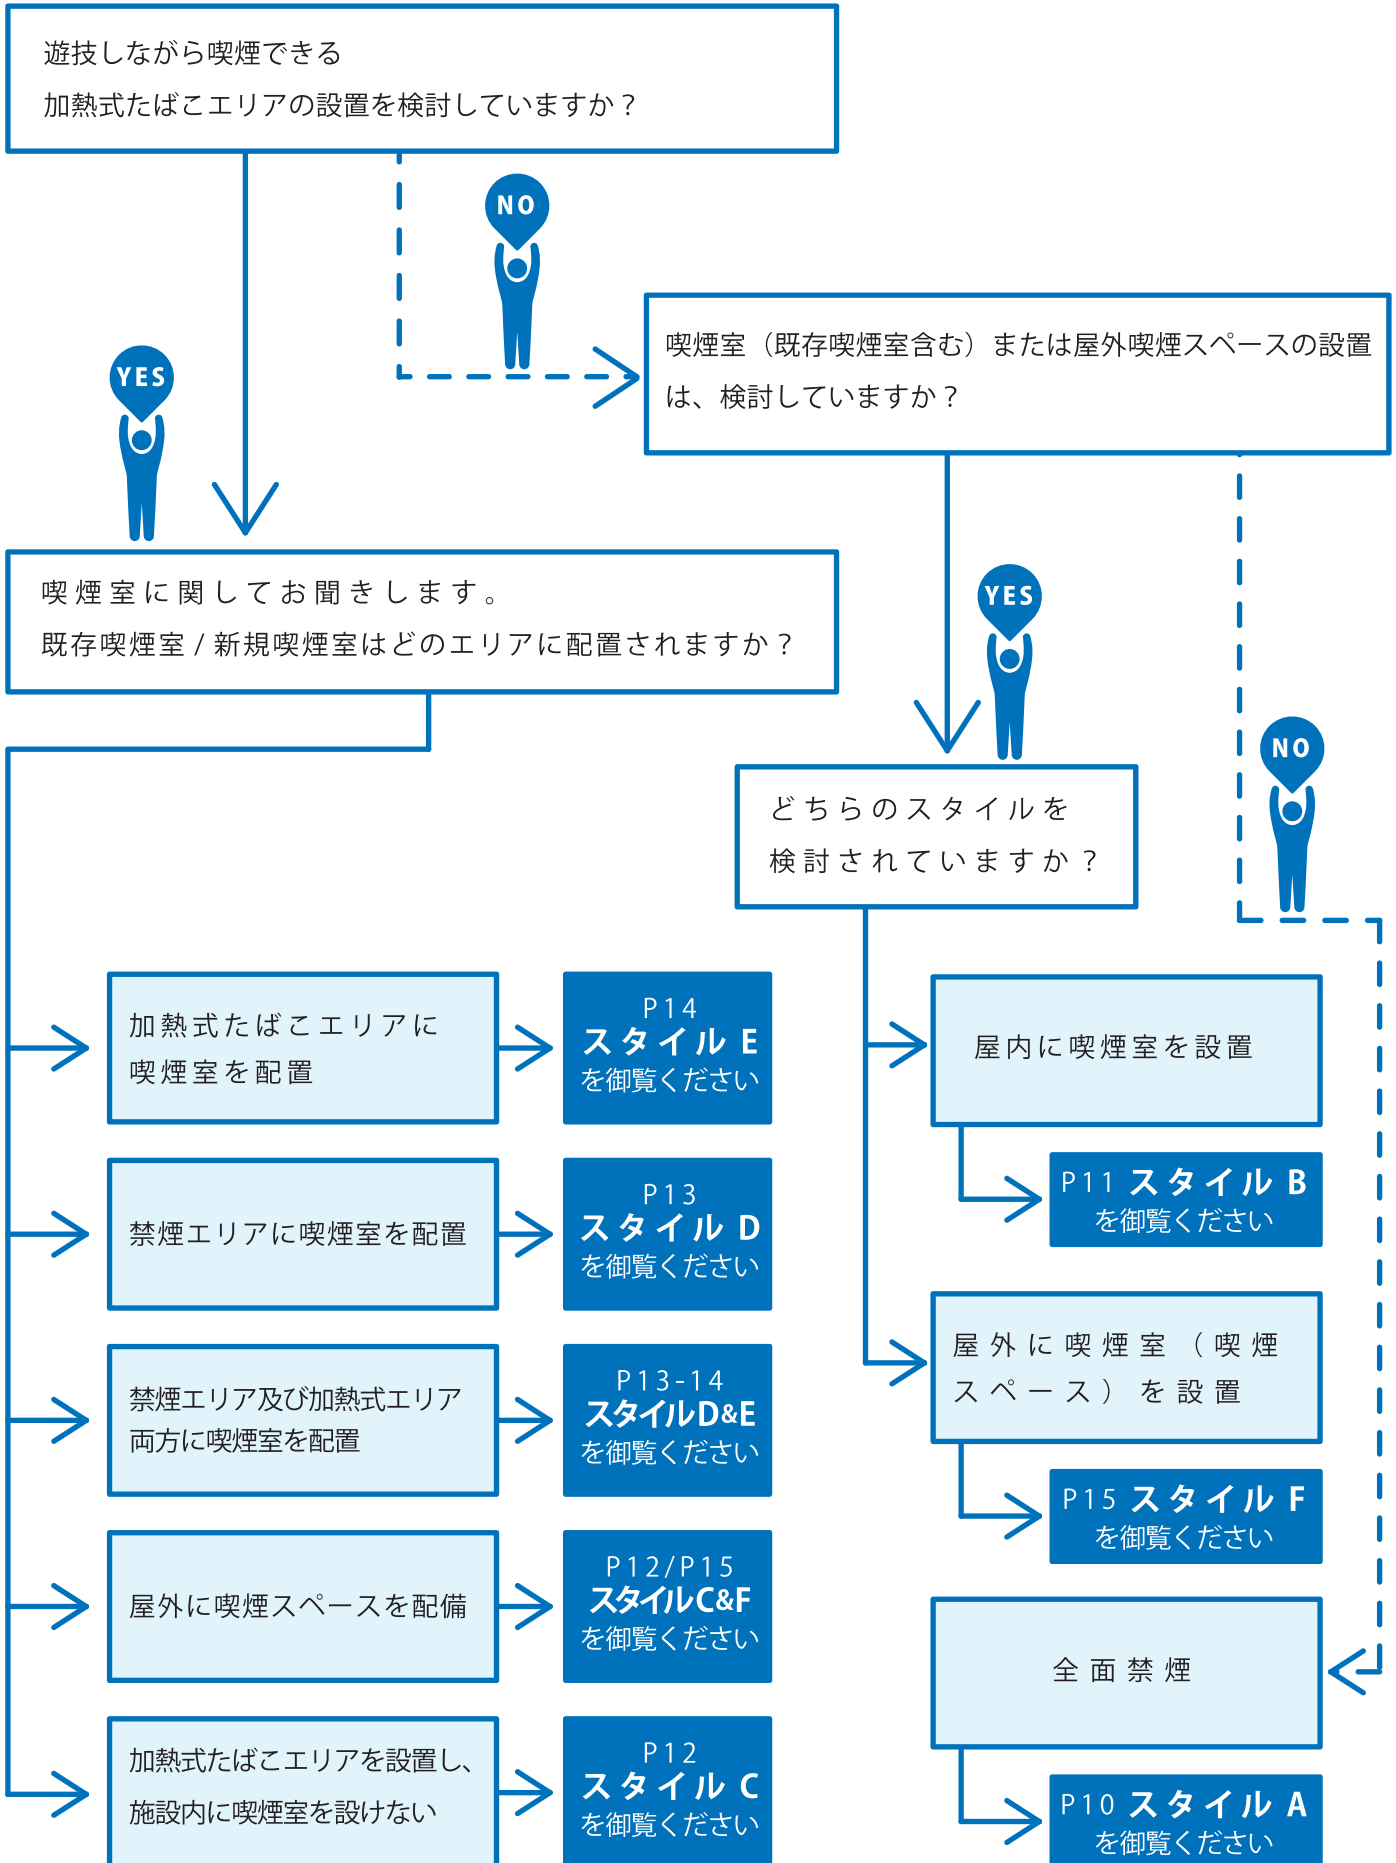 遊技しながら喫煙できる
加熱式たばこエリアの設置を検討していますか？
NO
喫煙室（既存喫煙室含む）または屋外喫煙スペースの設置
は、検討していますか？
YES
喫煙室に関してお聞きします。
既存喫煙室 / 新規喫煙室はどのエリアに配置されますか？
YES
NO
どちらのスタイルを
検討されていますか？
加熱式たばこエリアに
喫煙室を配置
P14
スタイル E
を御覧ください
禁煙エリアに喫煙室を配置
P13
スタイル D
を御覧ください
禁煙エリア及び加熱式エリア
両方に喫煙室を配置
P13-14
スタイルD&E
を御覧ください
屋外に喫煙スペースを配備
P12/P15
スタイルC&F
を御覧ください
加熱式たばこエリアを設置し、
施設内に喫煙室を設けない
P12
スタイル C
を御覧ください
屋内に喫煙室を設置
P11 スタイル B
を御覧ください
屋外に喫煙室（喫煙
スペース）を設置
P15 スタイル F
を御覧ください
全面禁煙
P10 スタイル A
を御覧ください